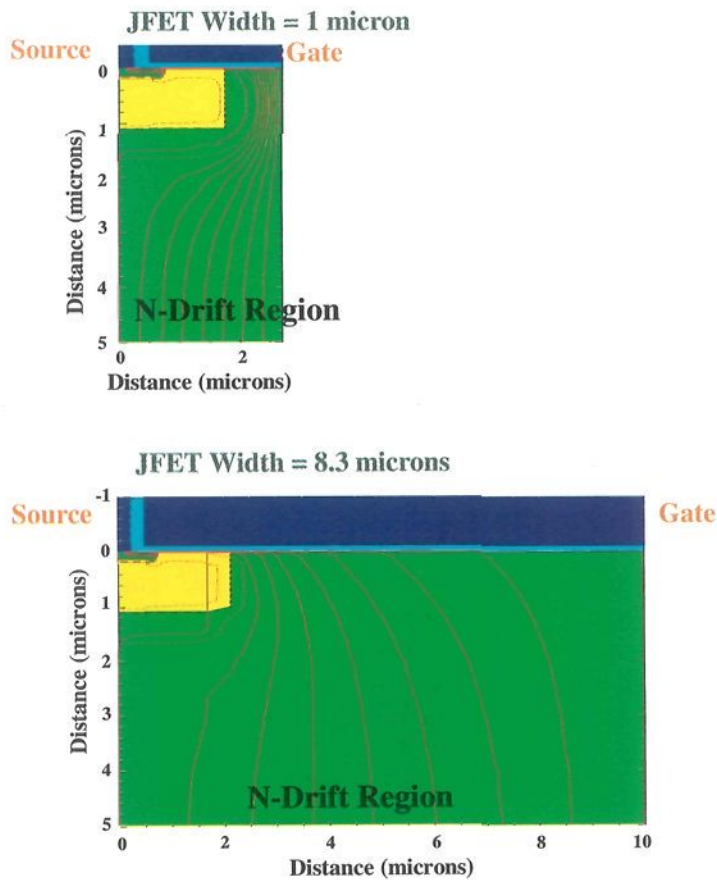 JFET Width = 1 micron
Source
Gate
0
1
2
3
4
5
Distance (microns)
N-Drift Region
0
2
Distance (microns)
JFET Width = 8.3 microns
Source
Gate
-1
0
1
2
3
4
5
Distance (microns)
N-Drift Region
0
2
4
6
8
10
Distance (microns)